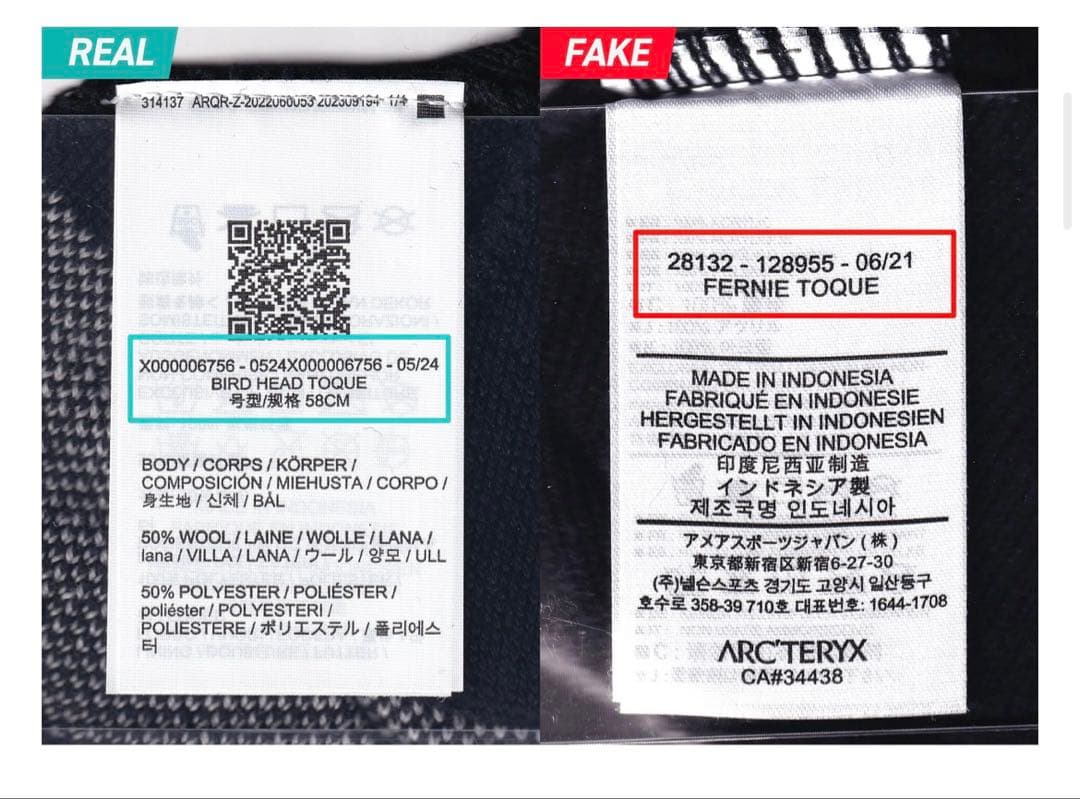 REAL
314137 ARQR-Z-2022060053 202309194- 1/4
X000006756 - 0524X000006756 - 05/24
BIRD HEAD TOQUE
号型/规格 58CM
BODY / CORPS / KÖRPER /
COMPOSICIÓN / MIEHUSTA / CORPO /
身生地 / 신체 / BÅL
50% WOOL / LAINE / WOLLE / LANA /
lana / VILLA / LANA / ウール / 양모 / ULL
50% POLYESTER / POLIÉSTER /
poliéster / POLYESTERI /
POLIESTERE / ポリエステル / 폴리에스
터
FAKE
28132 - 128955 - 06/21
FERNIE TOQUE
MADE IN INDONESIA
FABRIQUÉ EN INDONESIE
HERGESTELLT IN INDONESIEN
FABRICADO EN INDONESIA
印度尼西亚制造
インドネシア製
제조국명 인도네시아
アメアスポーツジャパン ( 株 )
東京都新宿区新宿6-27-30
(주)넬슨스포츠 경기도 고양시 일산동구
호수로 358-39 710호 대표번호: 1644-1708
ARC'TERYX
CA#34438